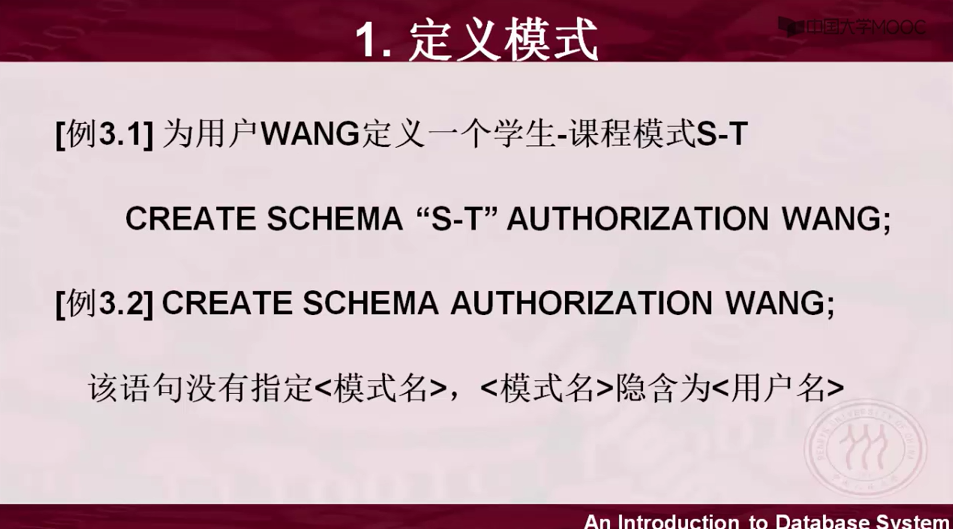 中国大学MOOC
1. 定义模式
[例3.1] 为用户WANG定义一个学生-课程模式S-T
CREATE SCHEMA “S-T” AUTHORIZATION WANG;
[例3.2] CREATE SCHEMA AUTHORIZATION WANG;
该语句没有指定<模式名>，<模式名>隐含为<用户名>
An Introduction to Database System